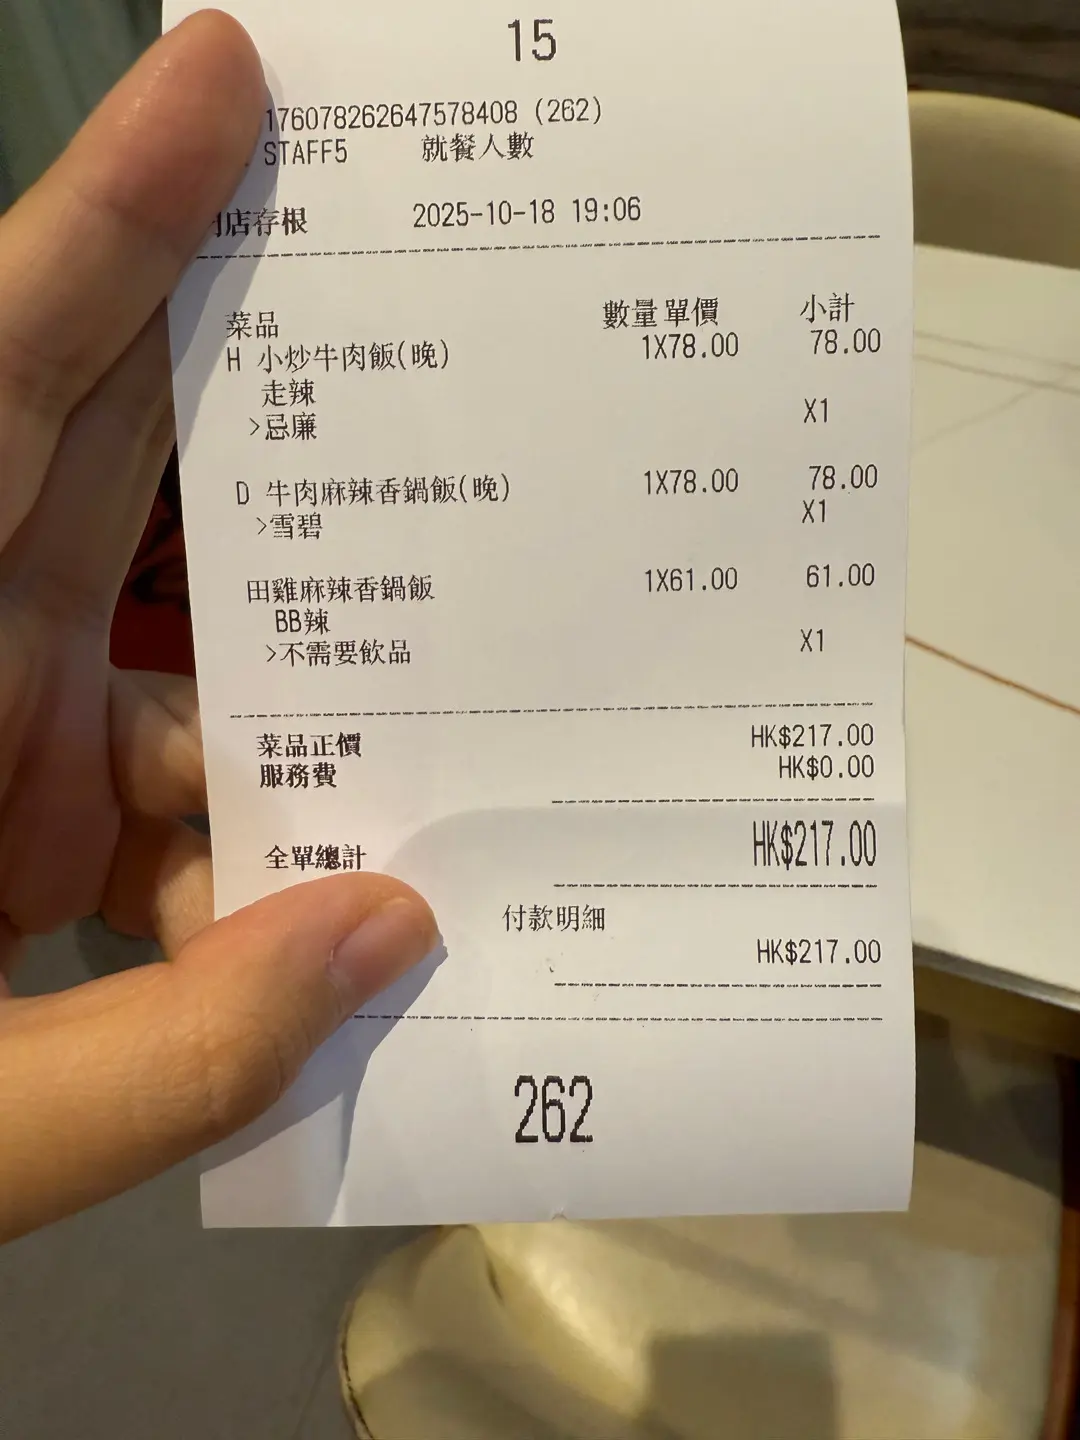 15
176078262647578408 (262)
STAFF5 就餐人數
店存根 2025-10-18 19:06
菜品 數量單價 小計
H 小炒牛肉飯(晚) 1X78.00 78.00
走辣
>忌廉 X1
D 牛肉麻辣香鍋飯(晚) 1X78.00 78.00
>雪碧 X1
田雞麻辣香鍋飯 1X61.00 61.00
BB辣
>不需要飲品 X1
菜品正價 HK$217.00
服務費 HK$0.00
全單總計 HK$217.00
付款明細
HK$217.00
262